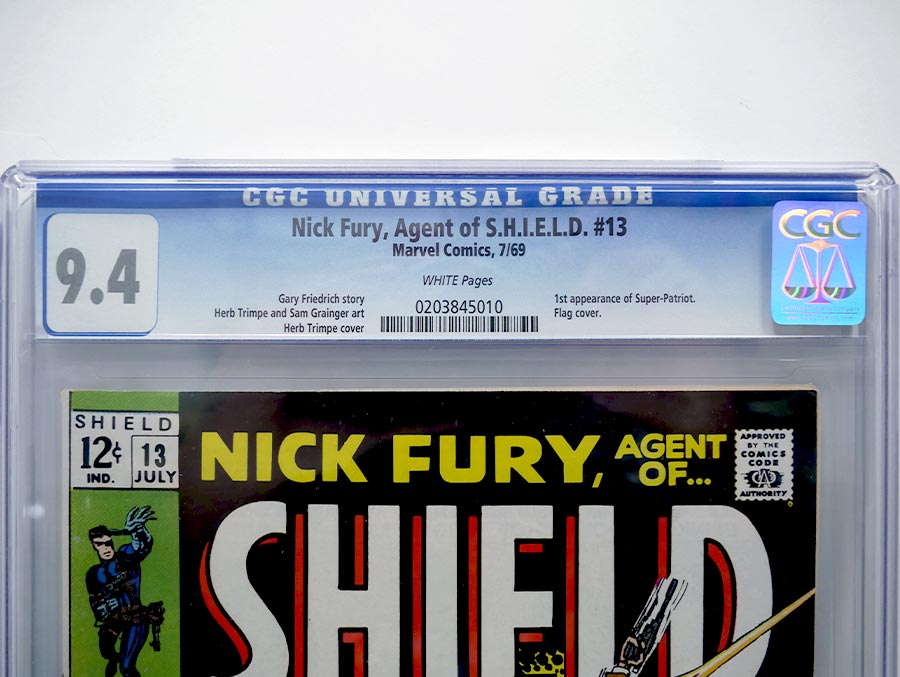 CGC UNIVERSAL GRADE
9.4
Nick Fury, Agent of S.H.I.E.L.D. #13
Marvel Comics, 7/69
WHITE Pages
Gary Friedrich story
Herb Trimpe and Sam Grainger art
Herb Trimpe cover
0203845010
1st appearance of Super-Patriot.
Flag cover.
CGC
SHIELD
12¢
IND.
13
JULY
NICK FURY, AGENT
OF...
APPROVED
BY THE
COMICS
CODE
AUTHORITY
SHIELD